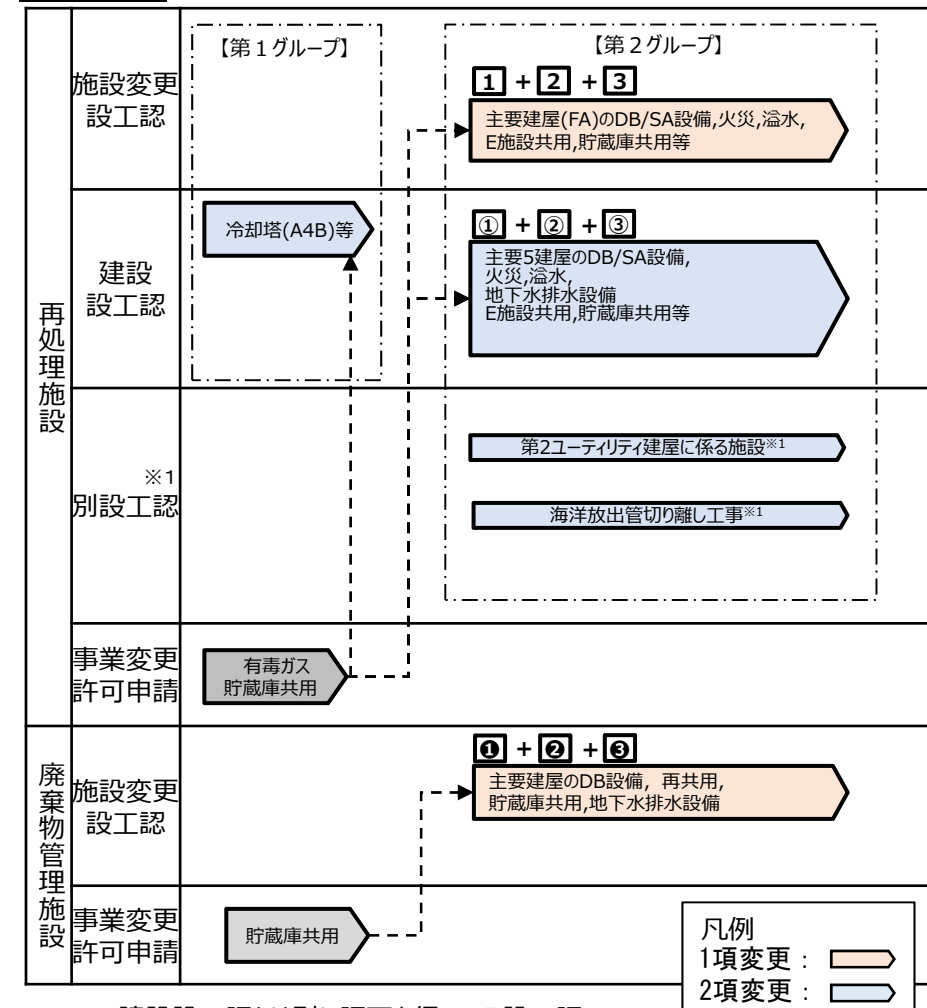 再処理施設
施設変更
設工認
【第１グループ】
【第２グループ】
1 + 2 + 3
主要建屋(FA)のDB/SA設備,火災,溢水,
E施設共用,貯蔵庫共用等
建設
設工認
冷却塔(A4B)等
① + ② + ③
主要5建屋のDB/SA設備,
火災,溢水,
地下水排水設備
E施設共用,貯蔵庫共用等
※１
別設工認
第2ユーティリティ建屋に係る施設※1
海洋放出管切り離し工事※1
事業変更
許可申請
有毒ガス
貯蔵庫共用
廃棄物管理施設
施設変更
設工認
❶ + ❷ + ❸
主要建屋のDB設備，再共用,
貯蔵庫共用,地下水排水設備
事業変更
許可申請
貯蔵庫共用
凡例
1項変更：
2項変更：